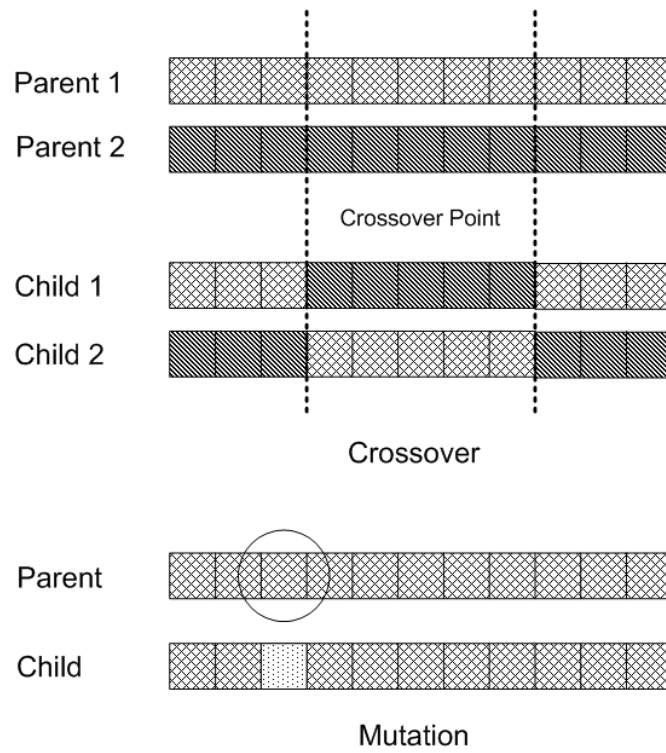 Parent 1
Parent 2
Crossover Point
Child 1
Child 2
Crossover
Parent
Child
Mutation